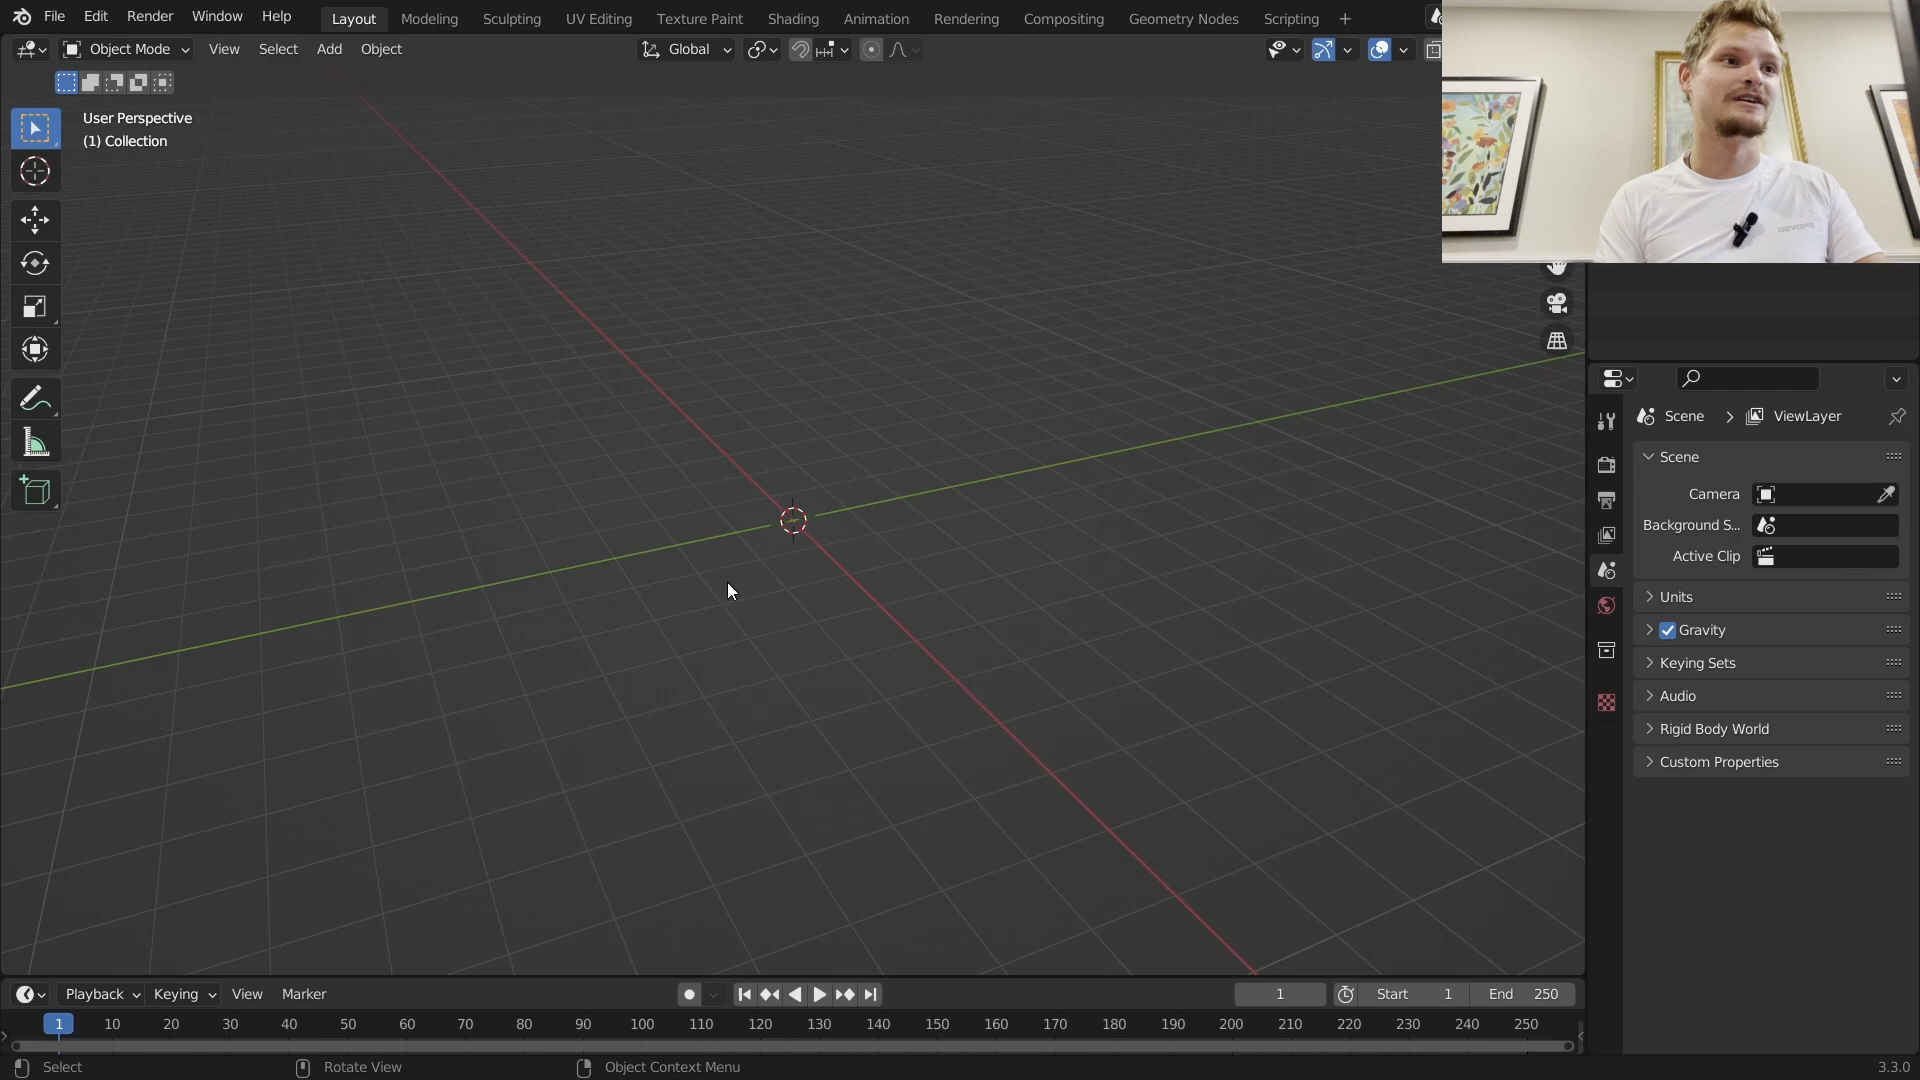 File Edit Render Window Help Layout Modeling Sculpting UV Editing Texture Paint Shading Animation Rendering Compositing Geometry Nodes Scripting +
Object Mode View Select Add Object Global
User Perspective
(1) Collection
DEVOPS
Scene > ViewLayer
Scene
Camera
Background S...
Active Clip
Units
Gravity
Keying Sets
Audio
Rigid Body World
Custom Properties
Playback Keying View Marker 1 Start 1 End 250
1 10 20 30 40 50 60 70 80 90 100 110 120 130 140 150 160 170 180 190 200 210 220 230 240 250
Select Rotate View Object Context Menu 3.3.0